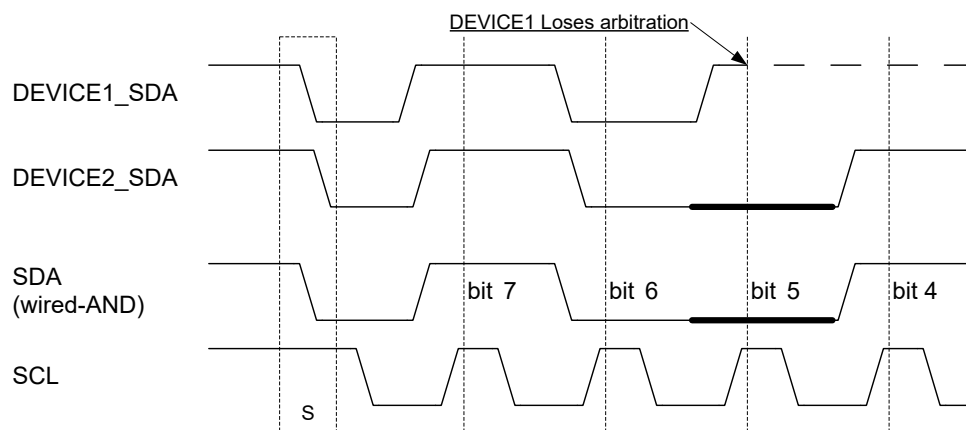 DEVICE1 Loses arbitration
DEVICE1_SDA
DEVICE2_SDA
SDA
(wired-AND)
bit 7
bit 6
bit 5
bit 4
SCL
S